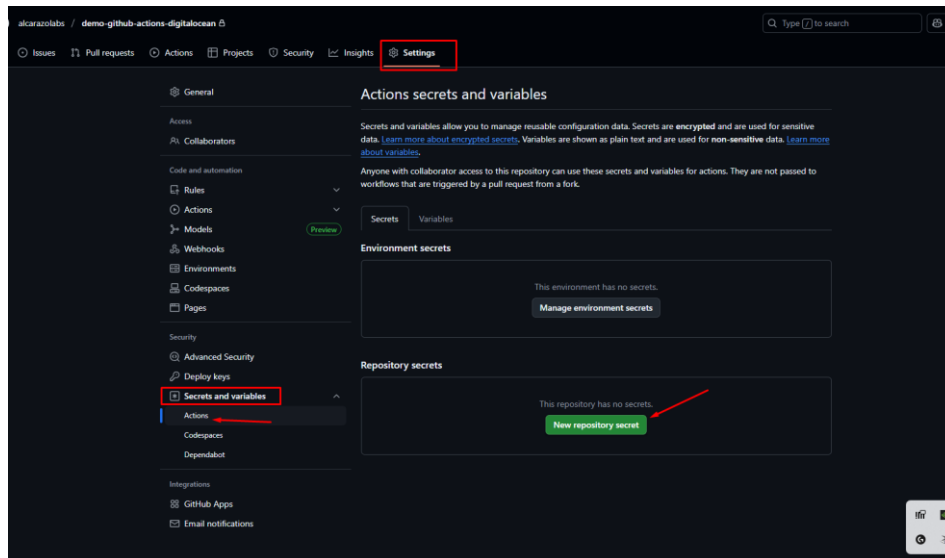 alcarazolabs / demo-github-actions-digitalocean
Type / to search
Issues Pull requests Actions Projects Security Insights Settings
General
Access
Collaborators
Code and automation
Rules
Actions
Models Preview
Webhooks
Environments
Codespaces
Pages
Security
Advanced Security
Deploy keys
Secrets and variables
Actions
Codespaces
Dependabot
Integrations
GitHub Apps
Email notifications
Actions secrets and variables
Secrets and variables allow you to manage reusable configuration data. Secrets are encrypted and are used for sensitive
data. Learn more about encrypted secrets. Variables are shown as plain text and are used for non-sensitive data. Learn more
about variables.
Anyone with collaborator access to this repository can use these secrets and variables for actions. They are not passed to
workflows that are triggered by a pull request from a fork.
Secrets Variables
Environment secrets
This environment has no secrets.
Manage environment secrets
Repository secrets
This repository has no secrets.
New repository secret